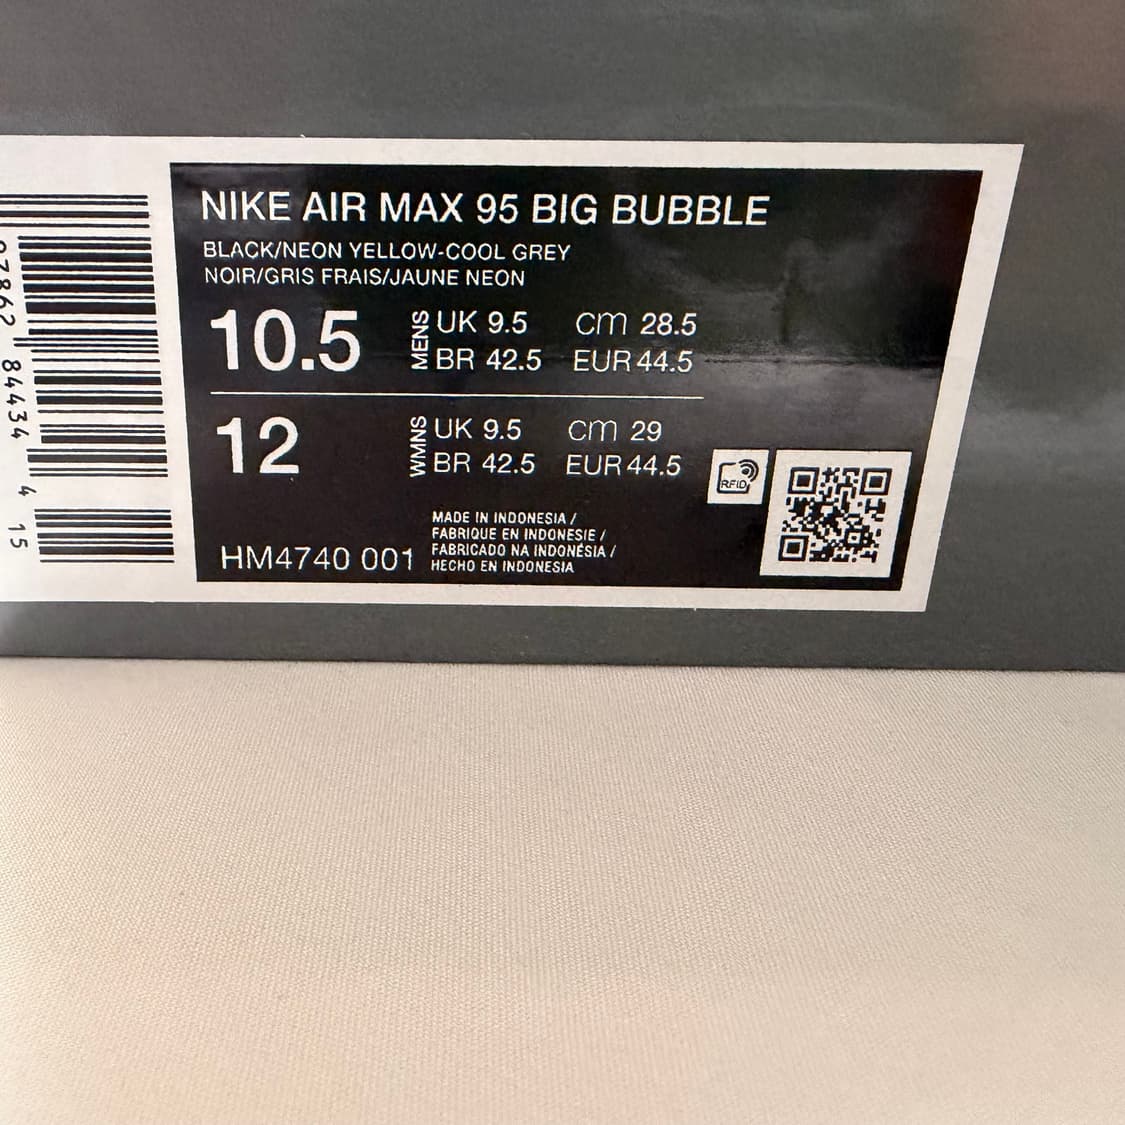 NIKE AIR MAX 95 BIG BUBBLE
BLACK/NEON YELLOW-COOL GREY
NOIR/GRIS FRAIS/JAUNE NEON
10.5 MENS UK 9.5 cm 28.5
BR 42.5 EUR 44.5
12 WMNS UK 9.5 cm 29
BR 42.5 EUR 44.5
RFID
MADE IN INDONESIA /
FABRIQUE EN INDONESIE /
FABRICADO NA INDONÉSIA /
HECHO EN INDONESIA
HM4740 001
84434 4 15